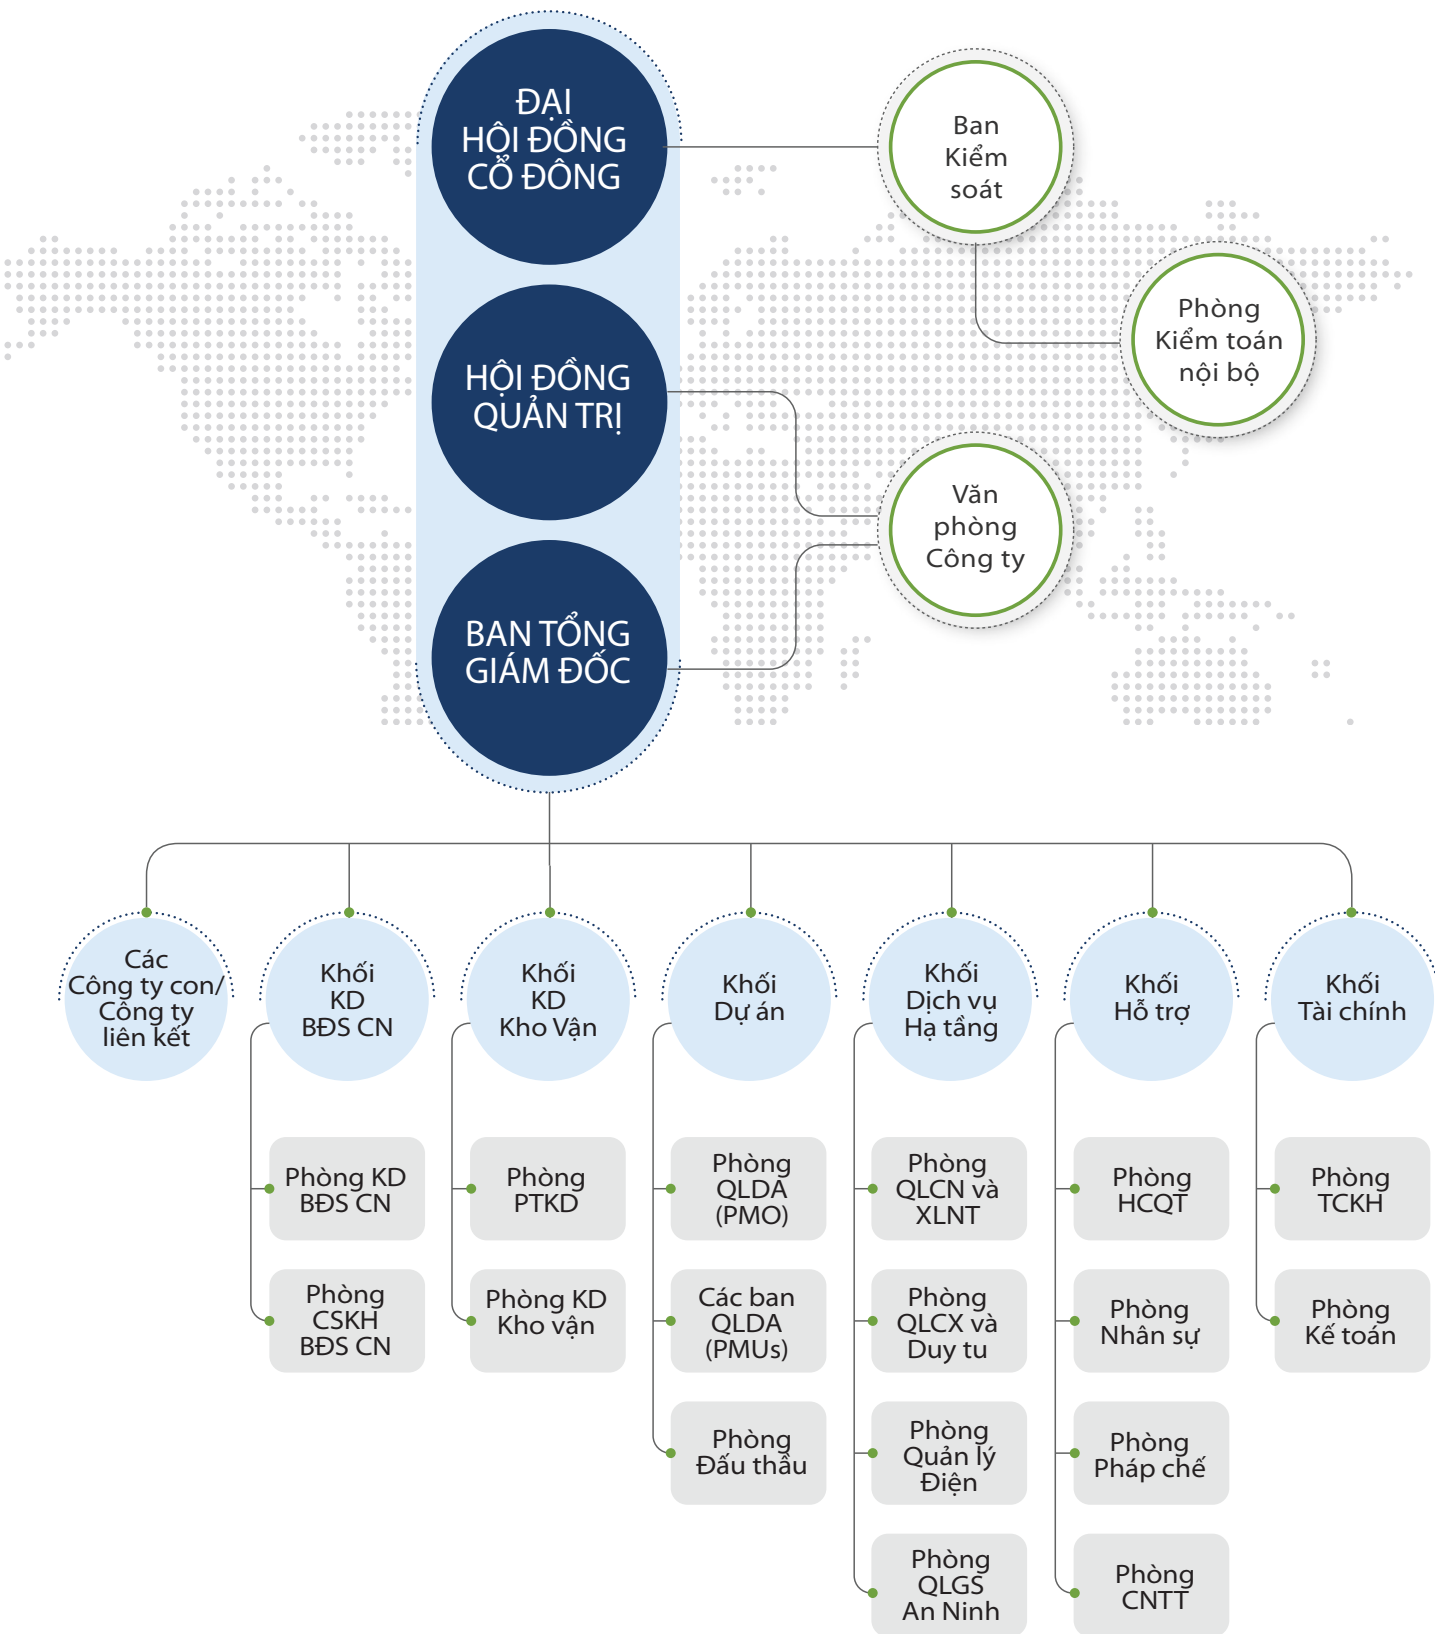 ĐẠI
HỘI ĐỒNG
CỔ ĐÔNG
Ban
Kiểm
soát
Phòng
Kiểm toán
nội bộ
HỘI ĐỒNG
QUẢN TRỊ
Văn
phòng
Công ty
BAN TỔNG
GIÁM ĐỐC
Các
Công ty con/
Công ty
liên kết
Khối
KD
BĐS CN
Khối
KD
Kho Vận
Khối
Dự án
Khối
Dịch vụ
Hạ tầng
Khối
Hỗ trợ
Khối
Tài chính
Phòng KD
BĐS CN
Phòng
PTKD
Phòng
QLDA
(PMO)
Phòng
QLCN và
XLNT
Phòng
HCQT
Phòng
TCKH
Phòng
CSKH
BĐS CN
Phòng KD
Kho vận
Các ban
QLDA
(PMUs)
Phòng
QLCX và
Duy tu
Phòng
Nhân sự
Phòng
Kế toán
Phòng
Đấu thầu
Phòng
Quản lý
Điện
Phòng
Pháp chế
Phòng
QLGS
An Ninh
Phòng
CNTT